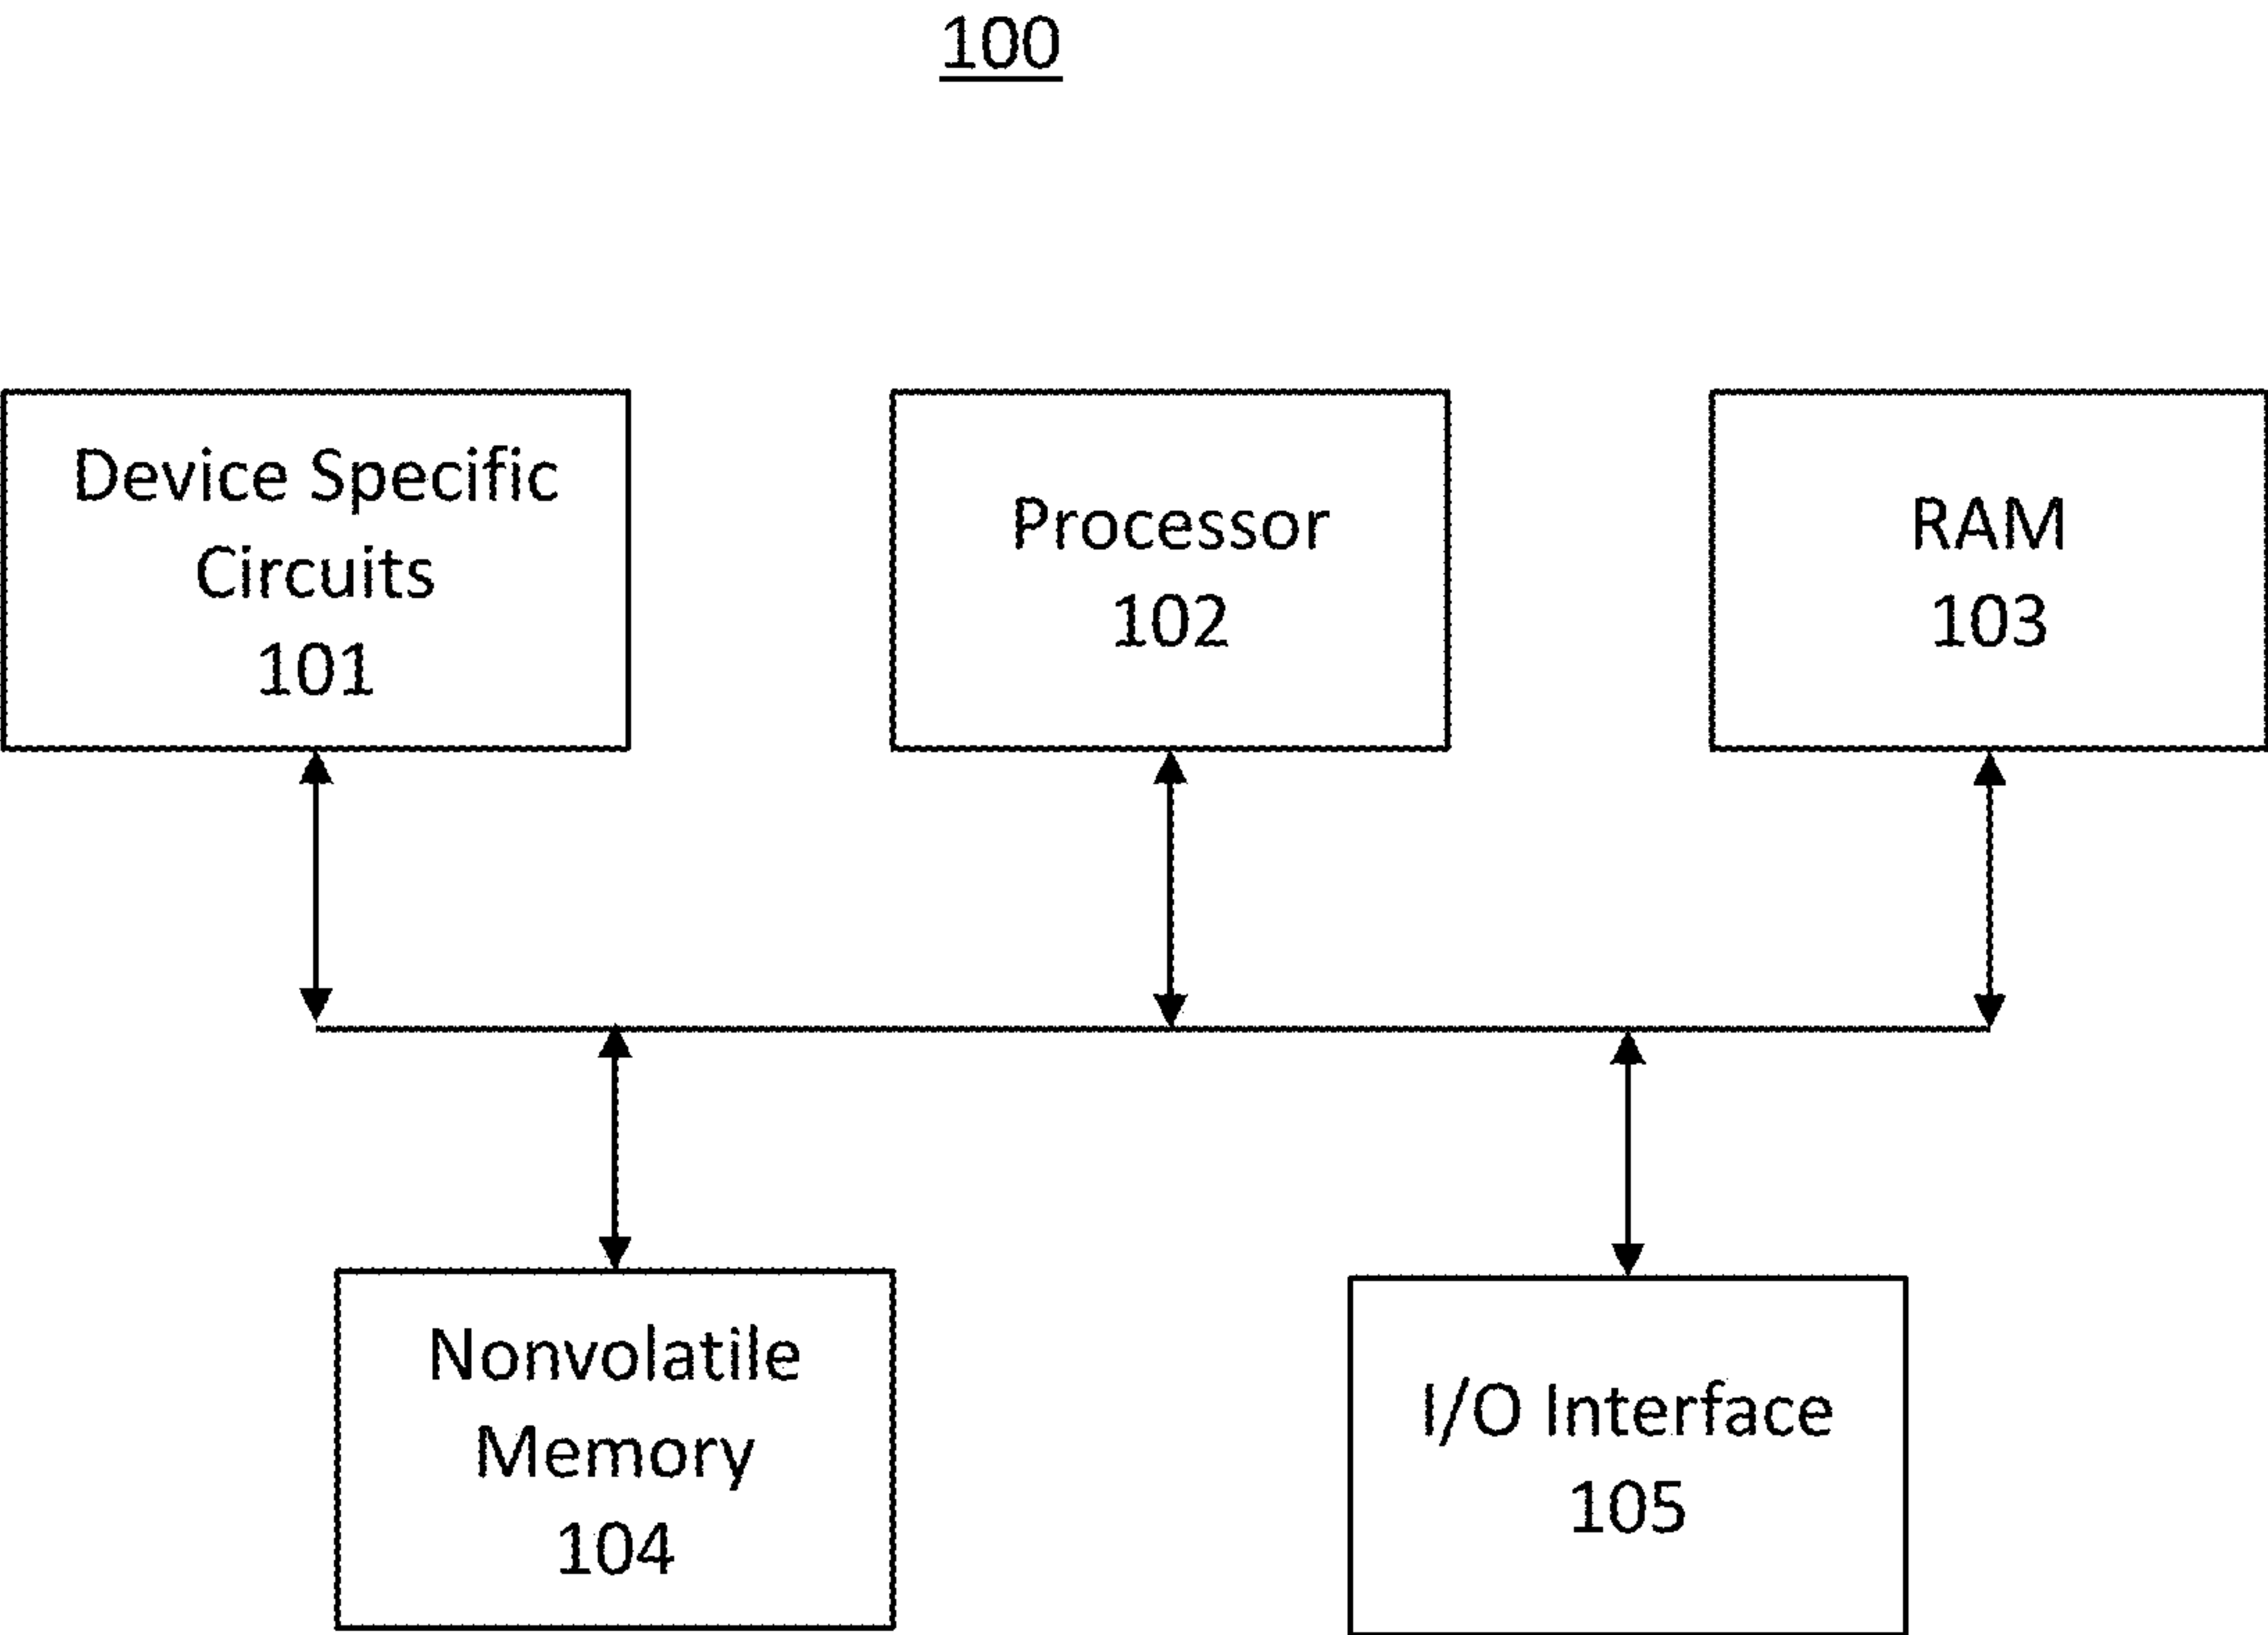 100
Device Specific
Circuits
101
Processor
102
RAM
103
Nonvolatile
Memory
104
I/O Interface
105